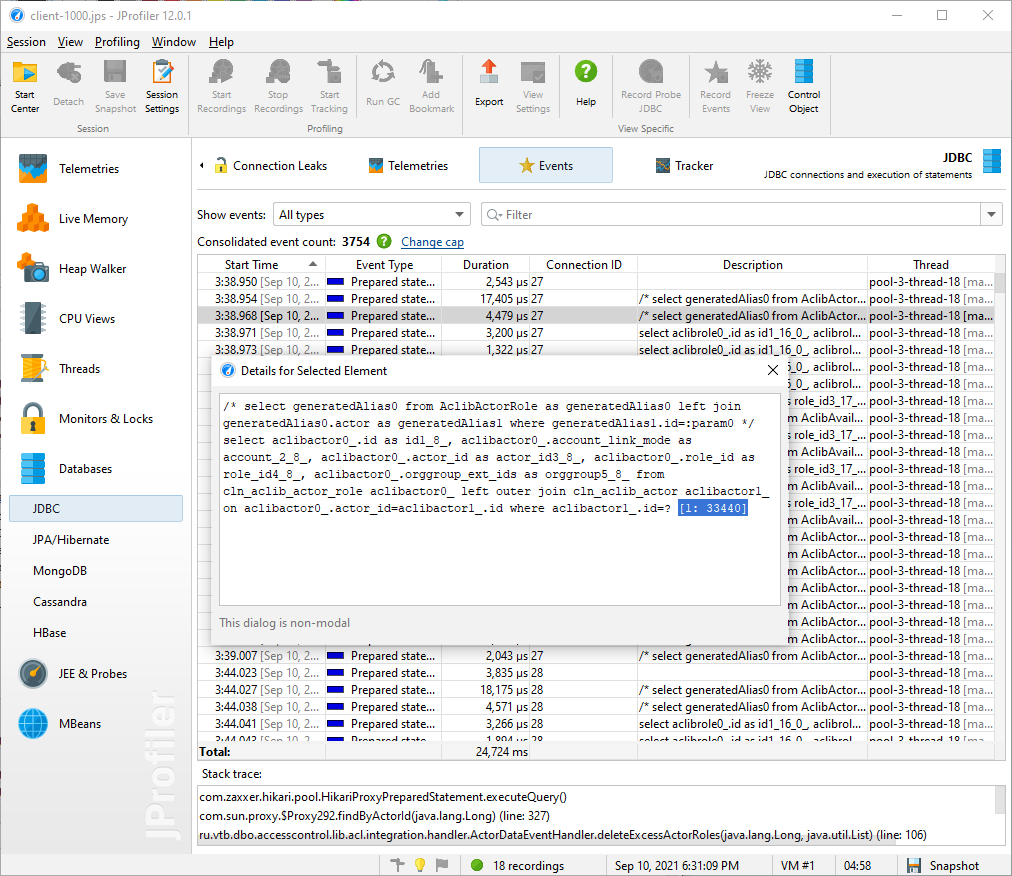 client-1000.jps - JProfiler 12.0.1
Session View Profiling Window Help
Start Center
Detach
Save Snapshot
Session Settings
Start Recordings
Stop Recordings
Start Tracking
Run GC
Add Bookmark
Export
View Settings
Help
Record Probe JDBC
Record Events
Freeze View
Control Object
Session
Profiling
View Specific
Telemetries
Live Memory
Heap Walker
CPU Views
Threads
Monitors & Locks
Databases
JDBC
JPA/Hibernate
MongoDB
Cassandra
HBase
JEE & Probes
MBeans
JProfiler
Connection Leaks
Telemetries
Events
Tracker
JDBC
JDBC connections and execution of statements
Show events: All types
Filter
Consolidated event count: 3754 ? Change cap
Start Time Event Type Duration Connection ID Description Thread
3:38.950 [Sep 10, 2... Prepared state... 2,543 µs 27 pool-3-thread-18 [ma...
3:38.954 [Sep 10, 2... Prepared state... 17,405 µs 27 /* select generatedAlias0 from AclibActor... pool-3-thread-18 [ma...
3:38.968 [Sep 10, 2... Prepared state... 4,479 µs 27 /* select generatedAlias0 from AclibActor... pool-3-thread-18 [ma...
3:38.971 [Sep 10, 2... Prepared state... 3,200 µs 27 select aclibrole0_.id as id1_16_0_, aclibrol... pool-3-thread-18 [ma...
3:38.973 [Sep 10, 2... Prepared state... 1,322 µs 27 select aclibrole0_.id as id1_16_0_, aclibrol... pool-3-thread-18 [ma...
Details for Selected Element
/* select generatedAlias0 from AclibActorRole as generatedAlias0 left join
generatedAlias0.actor as generatedAlias1 where generatedAlias1.id=:param0 */
select aclibactor0_.id as id1_8_, aclibactor0_.account_link_mode as
account_2_8_, aclibactor0_.actor_id as actor_id3_8_, aclibactor0_.role_id as
role_id4_8_, aclibactor0_.orggroup_ext_ids as orggroup5_8_ from
cln_aclib_actor_role aclibactor0_ left outer join cln_aclib_actor aclibactor1_
on aclibactor0_.actor_id=aclibactor1_.id where aclibactor1_.id=? [1: 33440]
This dialog is non-modal
3:39.007 [Sep 10, 2... Prepared state... 2,043 µs 27 /* select generatedAlias0 from AclibActor... pool-3-thread-18 [ma...
3:44.023 [Sep 10, 2... Prepared state... 3,835 µs 28 pool-3-thread-18 [ma...
3:44.027 [Sep 10, 2... Prepared state... 18,175 µs 28 /* select generatedAlias0 from AclibActor... pool-3-thread-18 [ma...
3:44.038 [Sep 10, 2... Prepared state... 4,571 µs 28 /* select generatedAlias0 from AclibActor... pool-3-thread-18 [ma...
3:44.041 [Sep 10, 2... Prepared state... 3,266 µs 28 select aclibrole0_.id as id1_16_0_, aclibrol... pool-3-thread-18 [ma...
Total: 24,724 ms
Stack trace:
com.zaxxer.hikari.pool.HikariProxyPreparedStatement.executeQuery()
com.sun.proxy.$Proxy292.findByActorId(java.lang.Long) (line: 327)
ru.vtb.dbo.accesscontrol.lib.acl.integration.handler.ActorDataEventHandler.deleteExcessActorRoles(java.lang.Long, java.util.List) (line: 106)
18 recordings Sep 10, 2021 6:31:09 PM VM #1 04:58 Snapshot